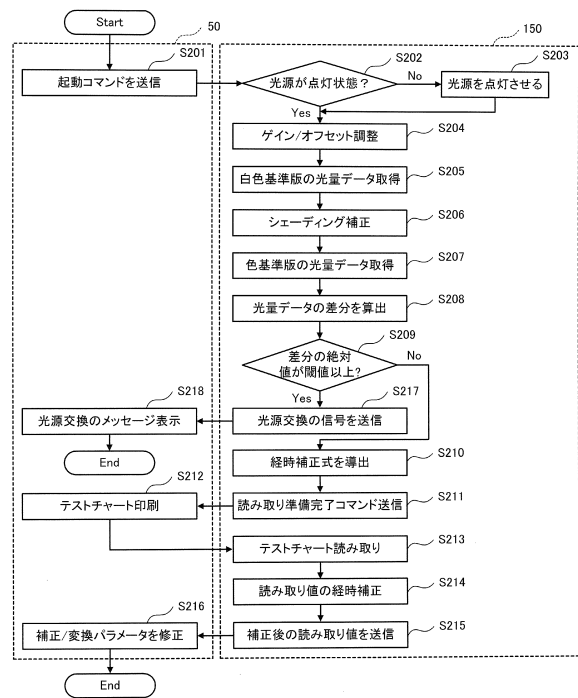 Start
50
150
S201
起動コマンドを送信
S202
光源が点灯状態？
No
Yes
S203
光源を点灯させる
S204
ゲイン/オフセット調整
S205
白色基準版の光量データ取得
S206
シェーディング補正
S207
色基準版の光量データ取得
S208
光量データの差分を算出
S209
差分の絶対
値が閾値以上?
No
Yes
S217
光源交換の信号を送信
S218
光源交換のメッセージ表示
End
S210
経時補正式を導出
S211
読み取り準備完了コマンド送信
S212
テストチャート印刷
S213
テストチャート読み取り
S214
読み取り値の経時補正
S215
補正後の読み取り値を送信
S216
補正/変換パラメータを修正
End